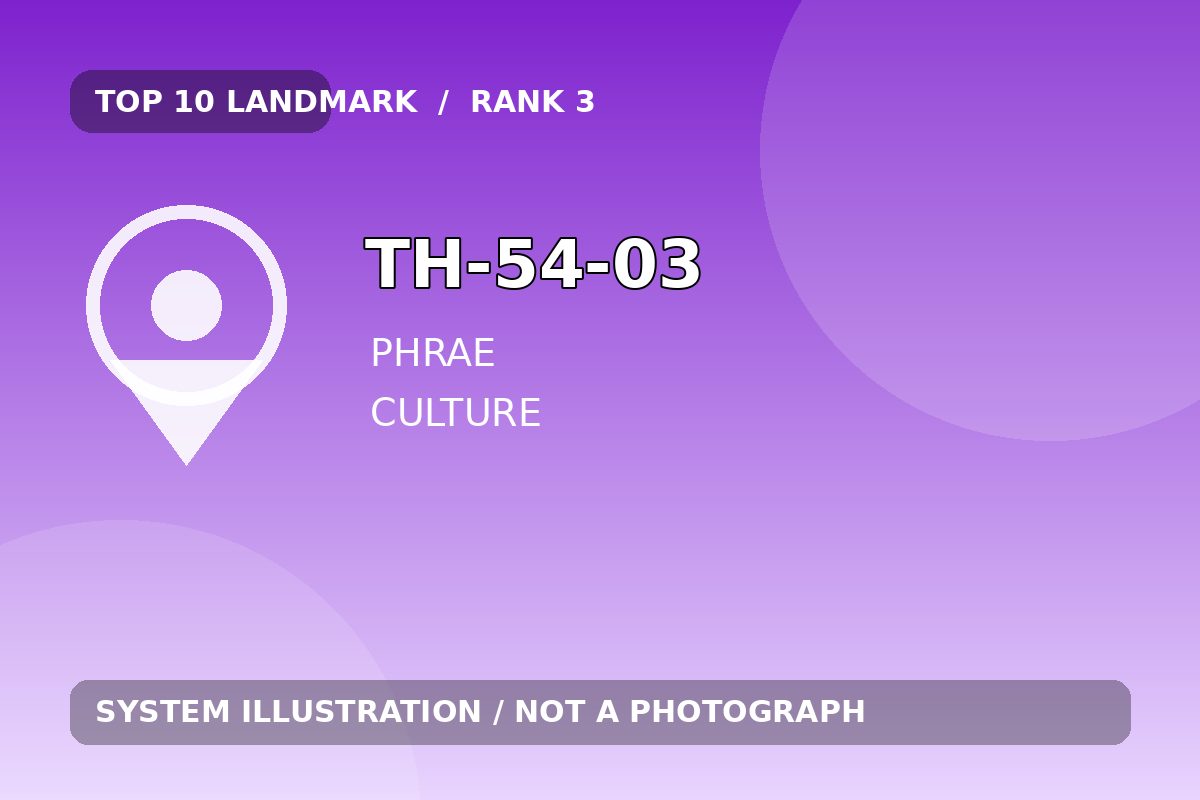 TOP 10 LANDMARK / RANK 3
TH-54-03
PHRAE
CULTURE
SYSTEM ILLUSTRATION / NOT A PHOTOGRAPH